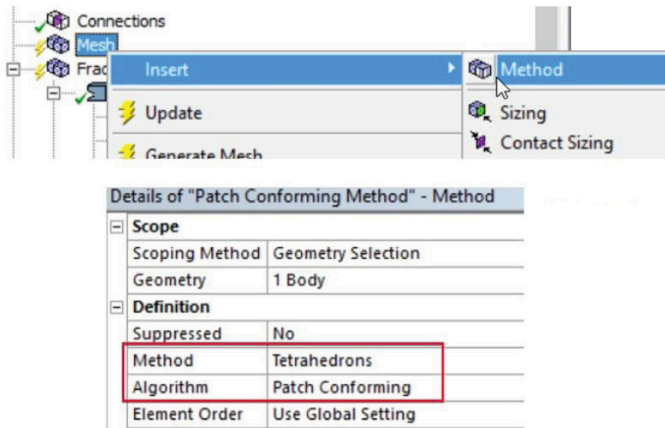 Connections
Mesh
Frac
Insert
Method
Update
Sizing
Contact Sizing
Generate Mesh
Details of "Patch Conforming Method" - Method
Scope
Scoping Method Geometry Selection
Geometry 1 Body
Definition
Suppressed No
Method Tetrahedrons
Algorithm Patch Conforming
Element Order Use Global Setting